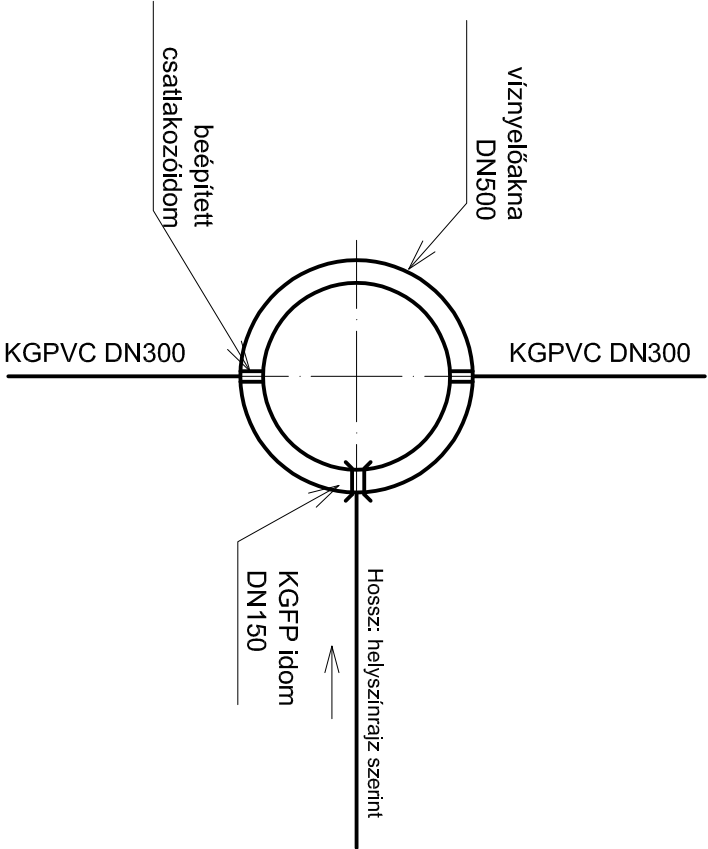 víznyelőakna
DN500
beépített
csatlakozóidom
KGPVC DN300
KGPVC DN300
KGFP idom
DN150
Hossz: helyszínrajz szerint